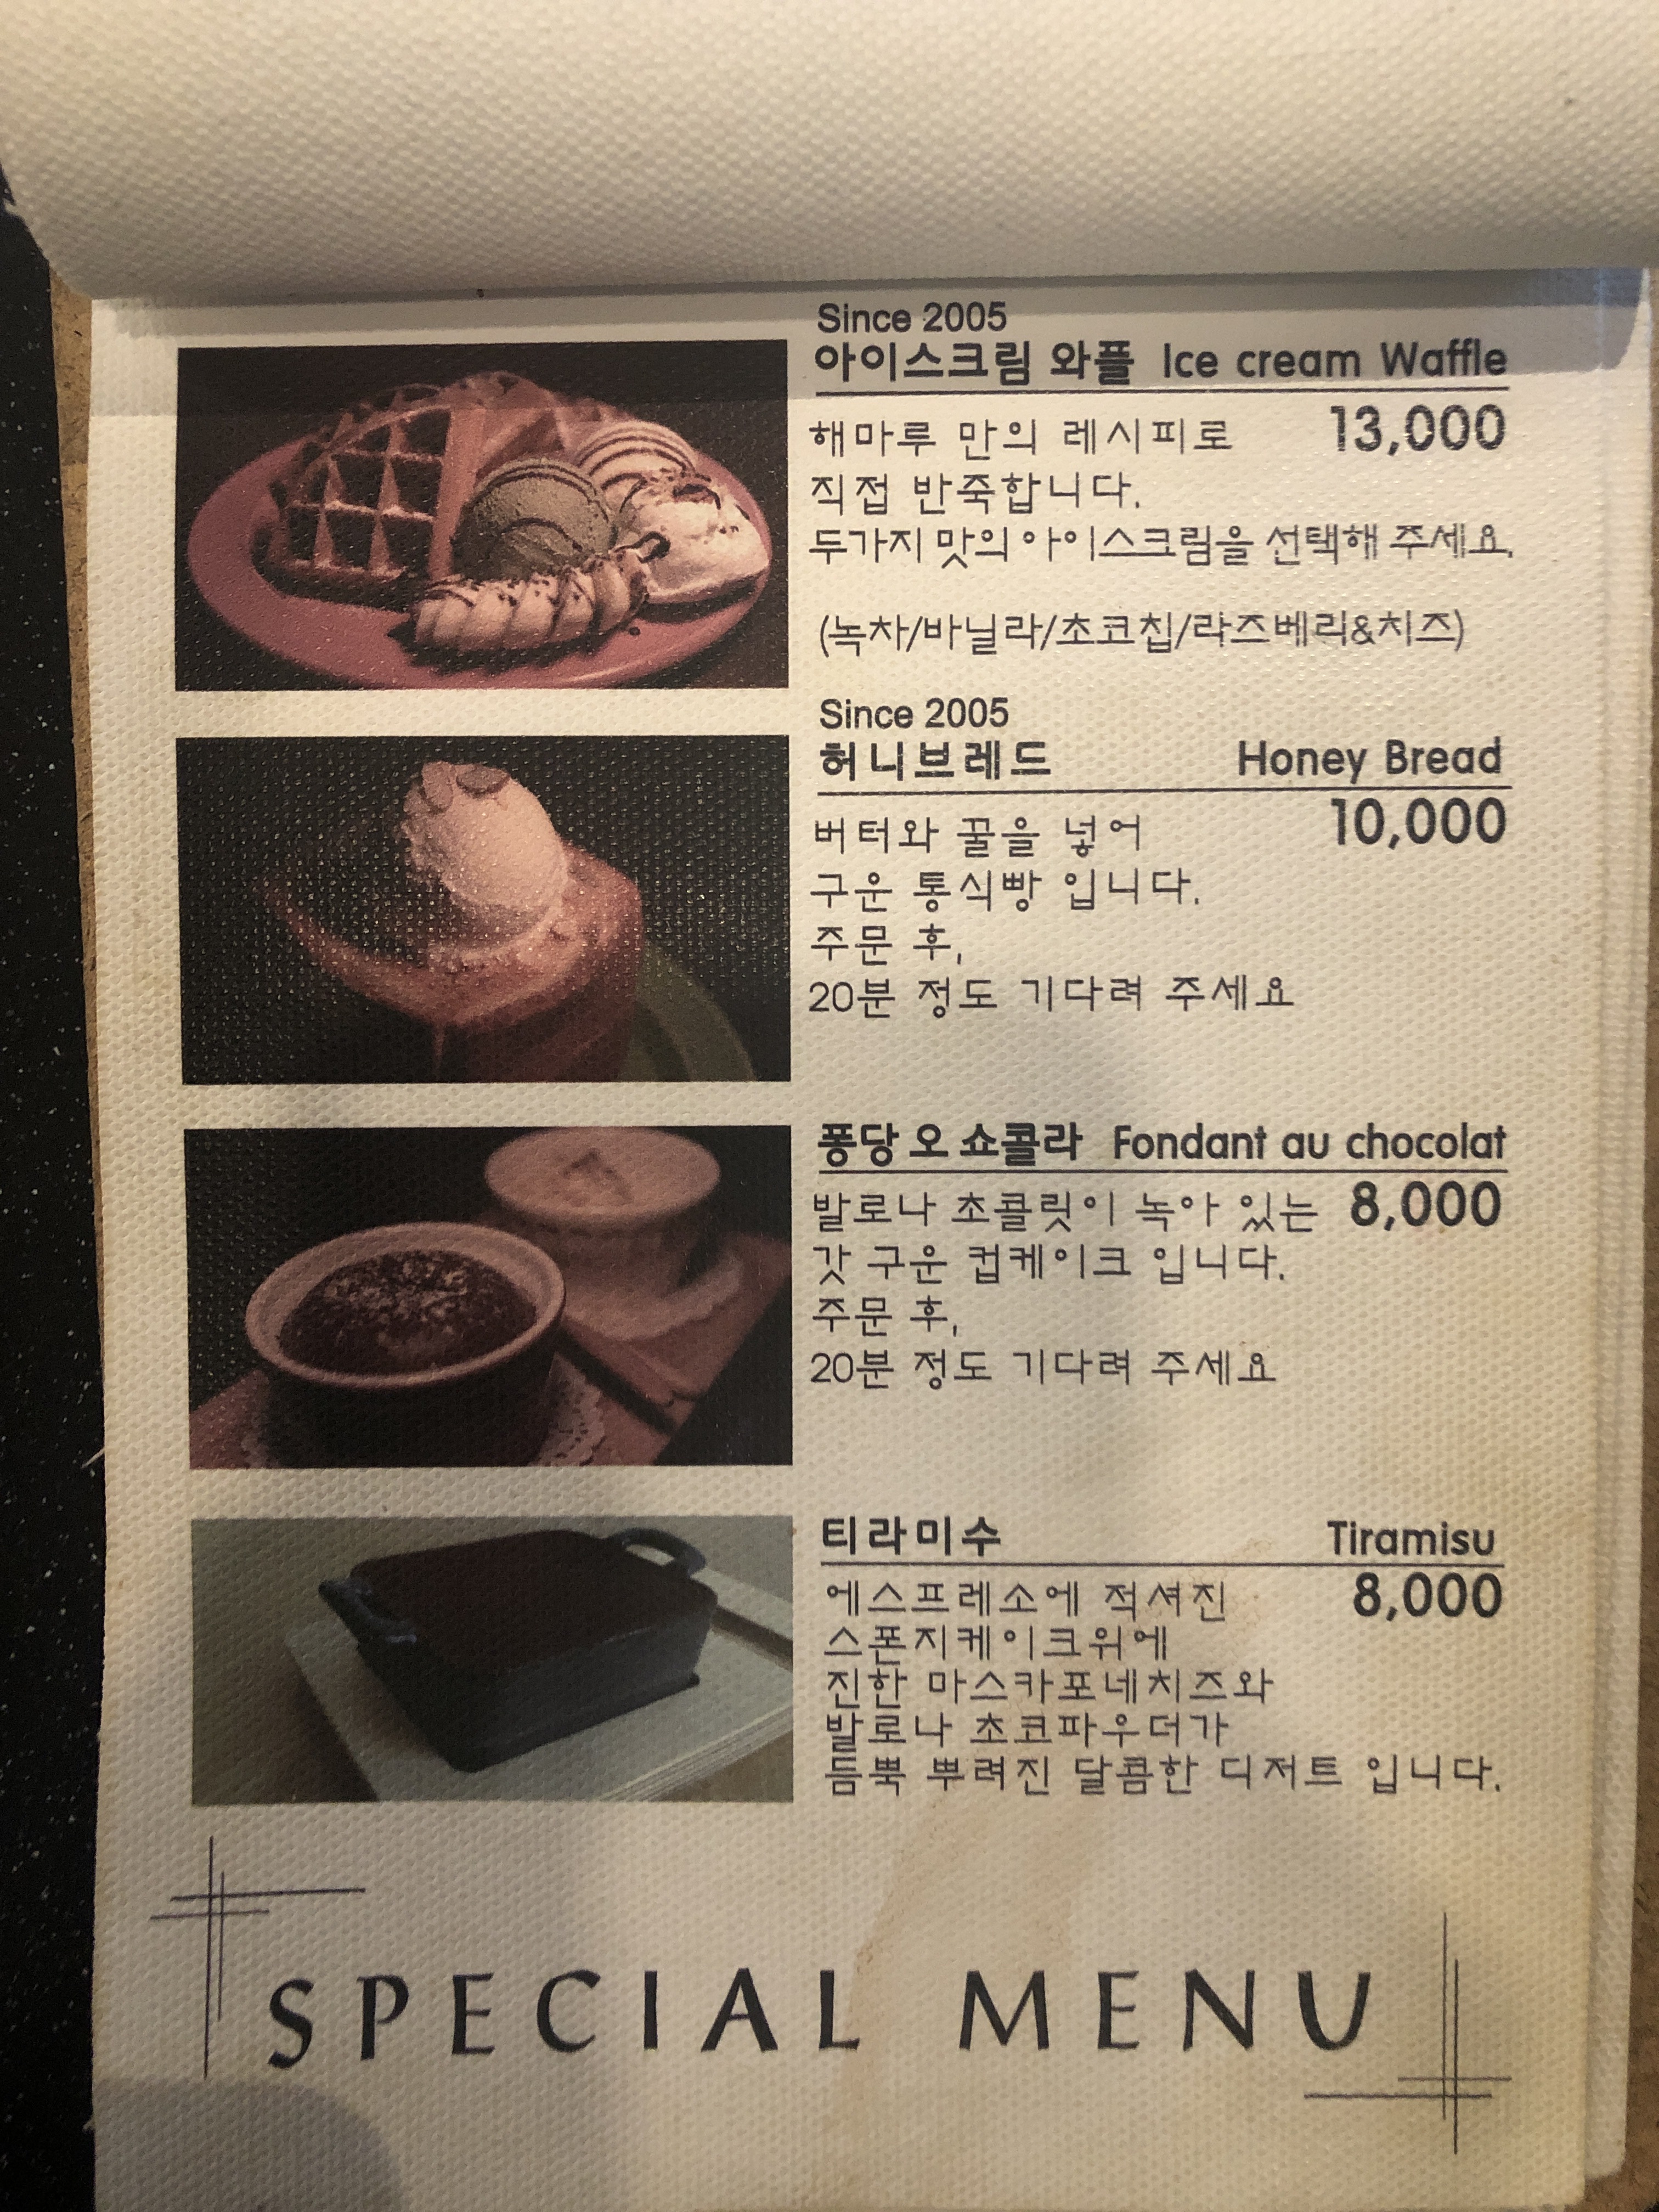 Since 2005
아이스크림 와플 Ice cream Waffle
해마루 만의 레시피로 13,000
직접 반죽합니다.
두가지 맛의 아이스크림을 선택해 주세요.
(녹차/바닐라/초코칩/라즈베리&치즈)
Since 2005
허니브레드 Honey Bread
버터와 꿀을 넣어 10,000
구운 통식빵 입니다.
주문 후,
20분 정도 기다려 주세요
퐁당 오 쇼콜라 Fondant au chocolat
발로나 초콜릿이 녹아 있는 8,000
갓 구운 컵케이크 입니다.
주문 후,
20분 정도 기다려 주세요
티라미수 Tiramisu
에스프레소에 적셔진 8,000
스폰지케이크위에
진한 마스카포네치즈와
발로나 초코파우더가
듬뿍 뿌려진 달콤한 디저트 입니다.
SPECIAL MENU